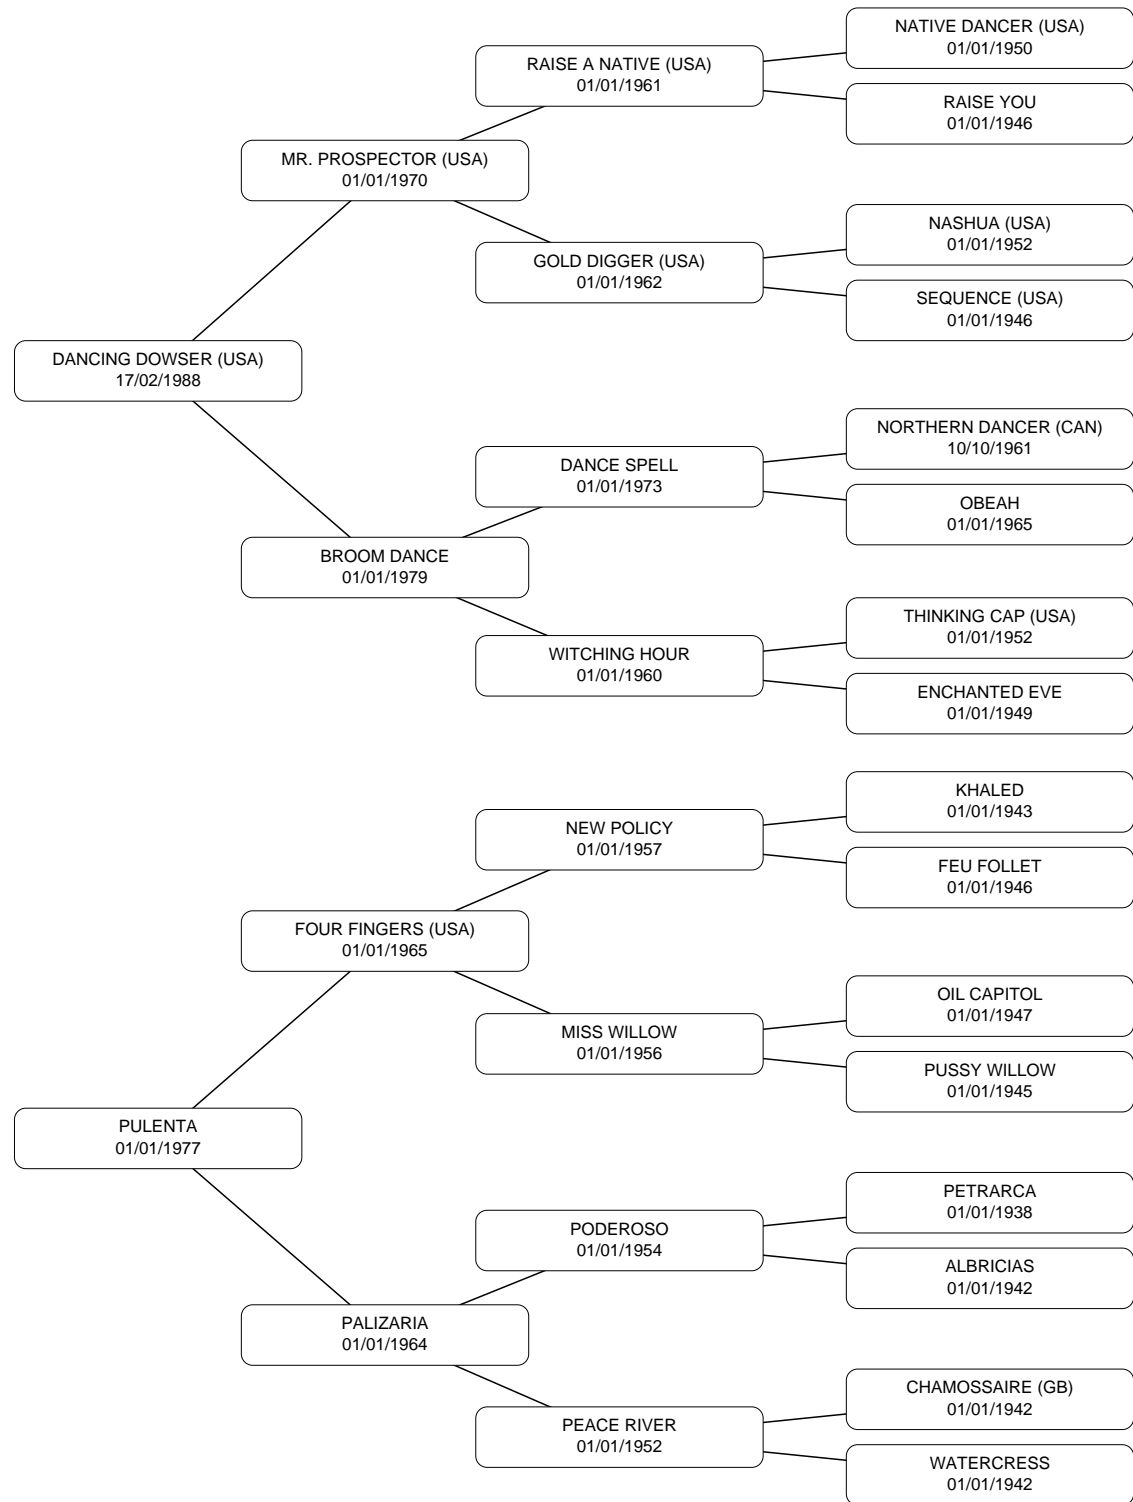 NATIVE DANCER (USA)
01/01/1950
RAISE A NATIVE (USA)
01/01/1961
RAISE YOU
01/01/1946
MR. PROSPECTOR (USA)
01/01/1970
NASHUA (USA)
01/01/1952
GOLD DIGGER (USA)
01/01/1962
SEQUENCE (USA)
01/01/1946
DANCING DOWSER (USA)
17/02/1988
NORTHERN DANCER (CAN)
10/10/1961
DANCE SPELL
01/01/1973
OBEAH
01/01/1965
BROOM DANCE
01/01/1979
THINKING CAP (USA)
01/01/1952
WITCHING HOUR
01/01/1960
ENCHANTED EVE
01/01/1949
KHALED
01/01/1943
NEW POLICY
01/01/1957
FEU FOLLET
01/01/1946
FOUR FINGERS (USA)
01/01/1965
OIL CAPITOL
01/01/1947
MISS WILLOW
01/01/1956
PUSSY WILLOW
01/01/1945
PULENTA
01/01/1977
PETRARCA
01/01/1938
PODEROSO
01/01/1954
ALBRICIAS
01/01/1942
PALIZARIA
01/01/1964
CHAMOSSAIRE (GB)
01/01/1942
PEACE RIVER
01/01/1952
WATERCRESS
01/01/1942